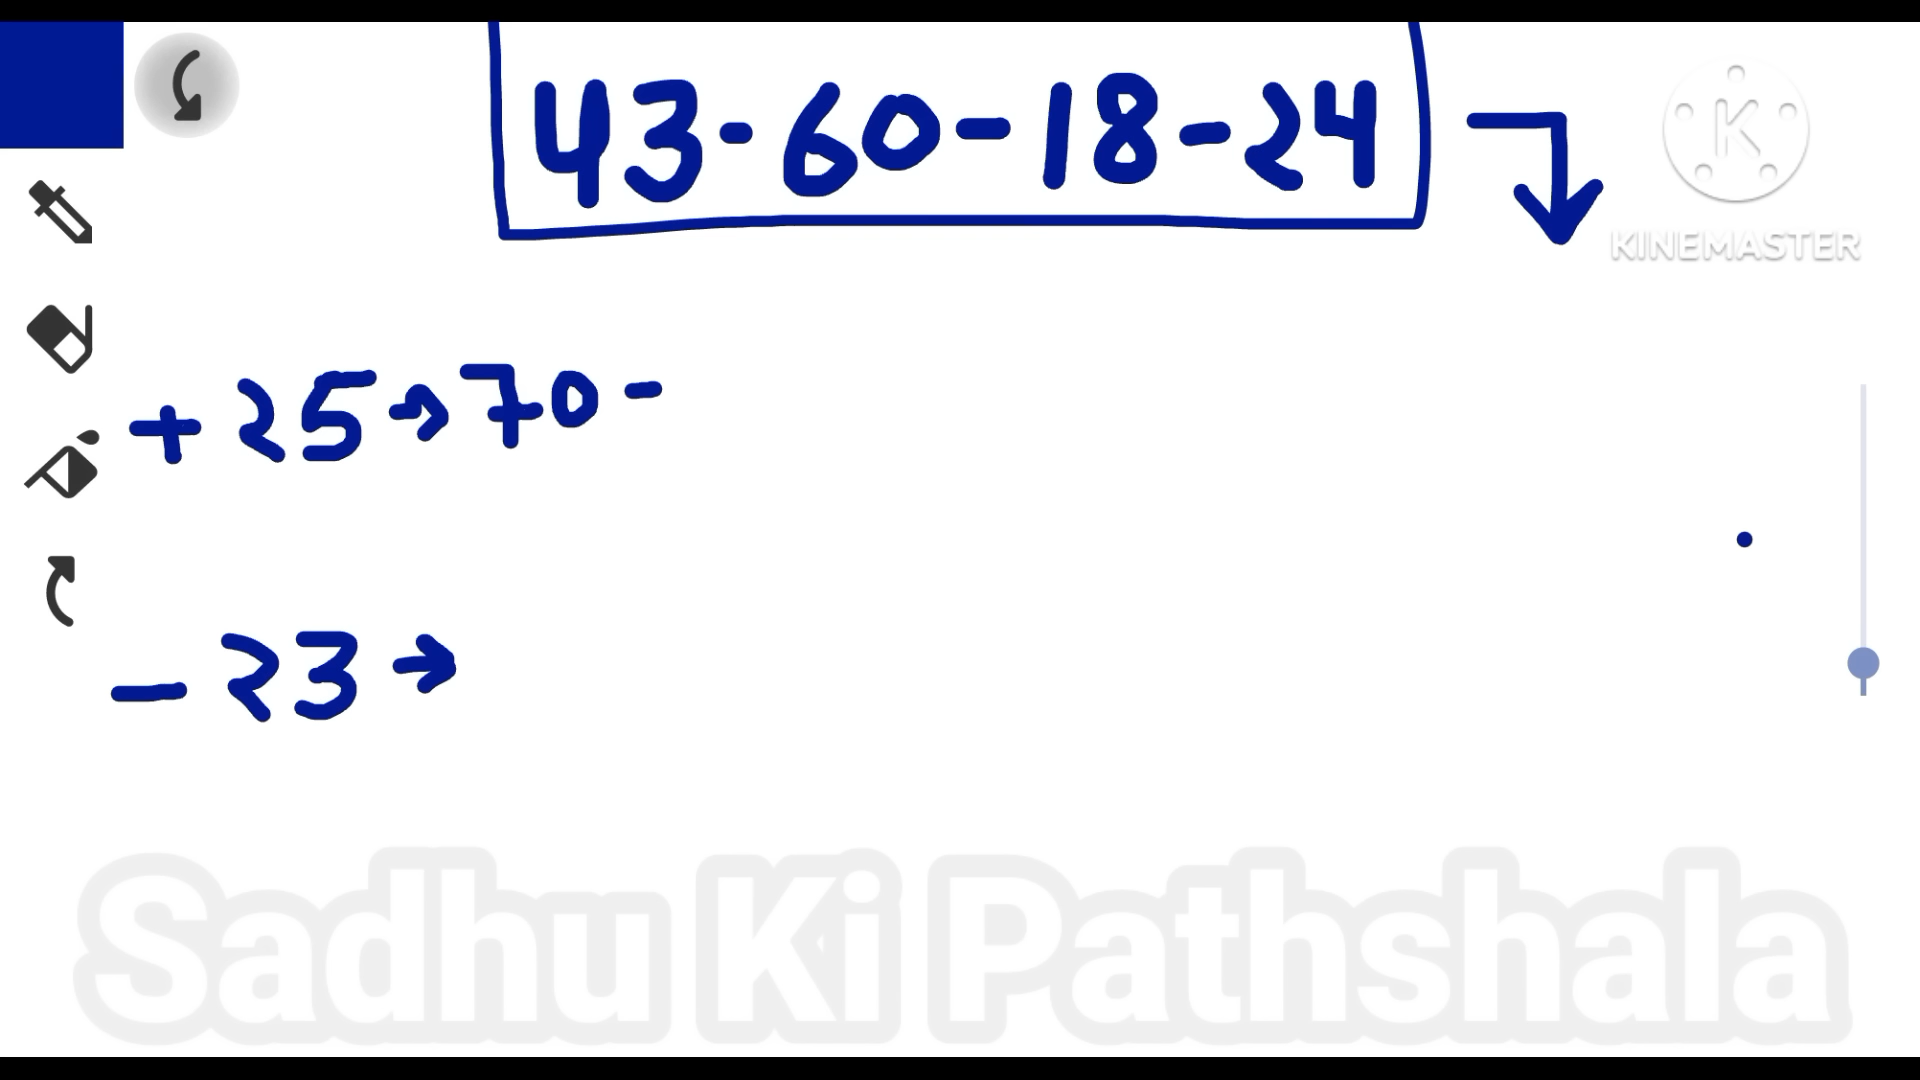 43-60-18-24
K
KINEMASTER
+25→70-
-23→
Sadhu Ki Pathshala